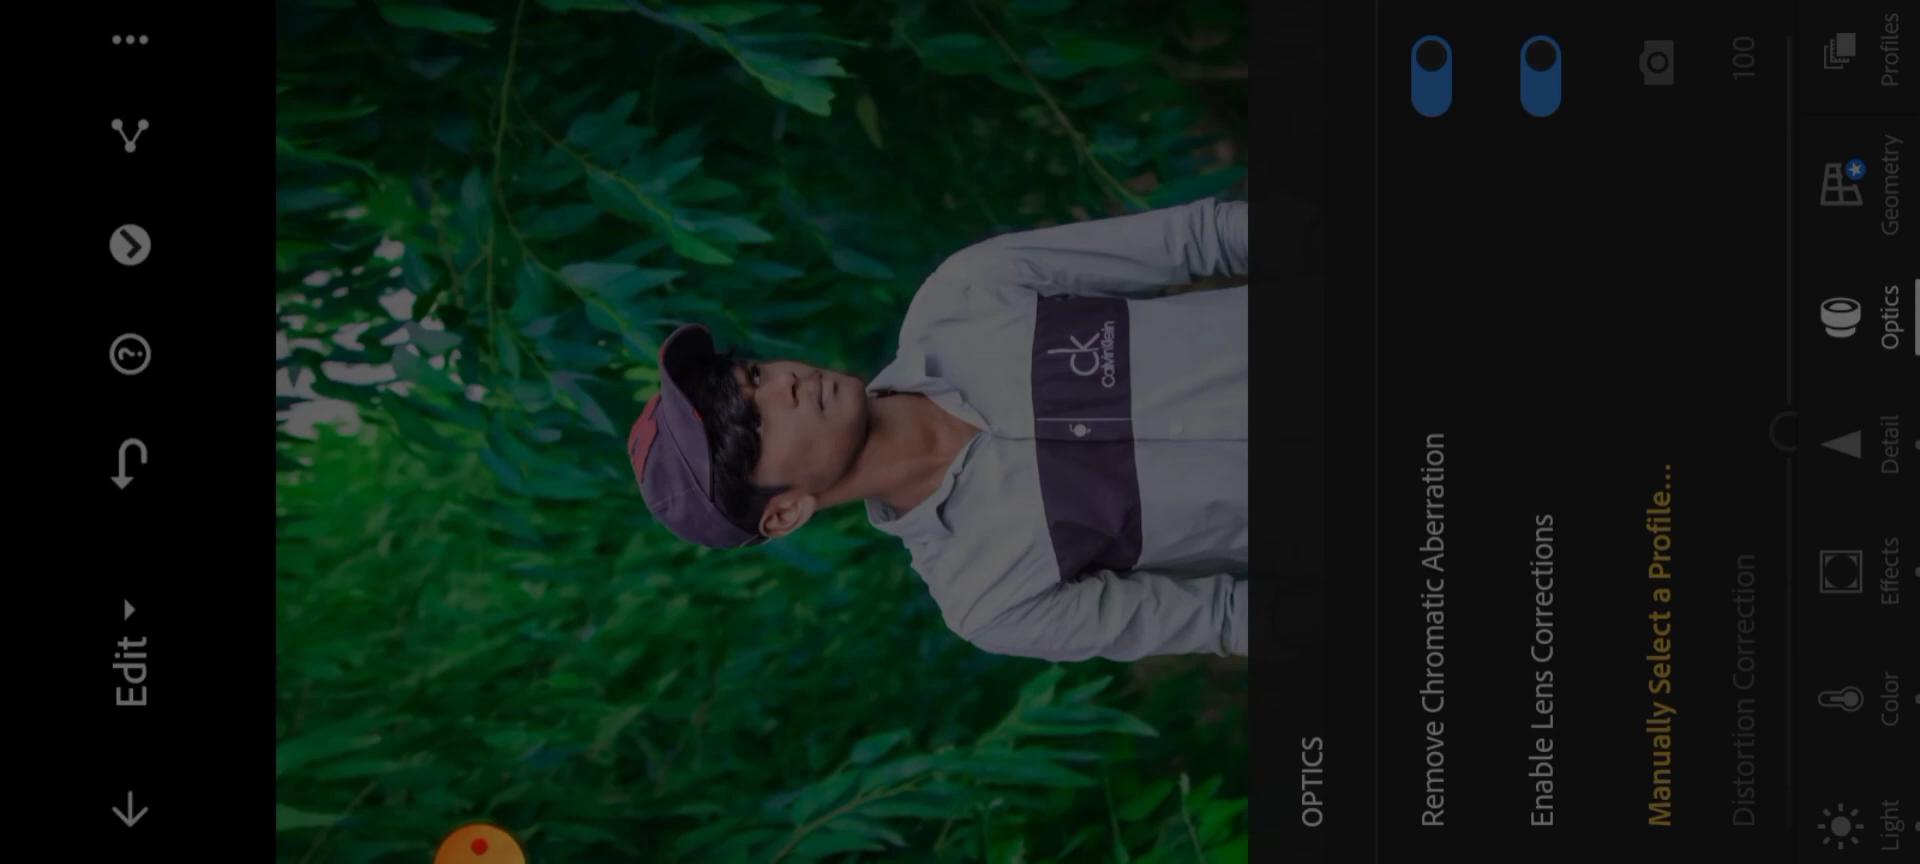 Edit
ck
Calvin Klein
OPTICS
Remove Chromatic Aberration
Enable Lens Corrections
Manually Select a Profile...
Distortion Correction
100
Light
Color
Effects
Detail
Optics
Geometry
Profiles